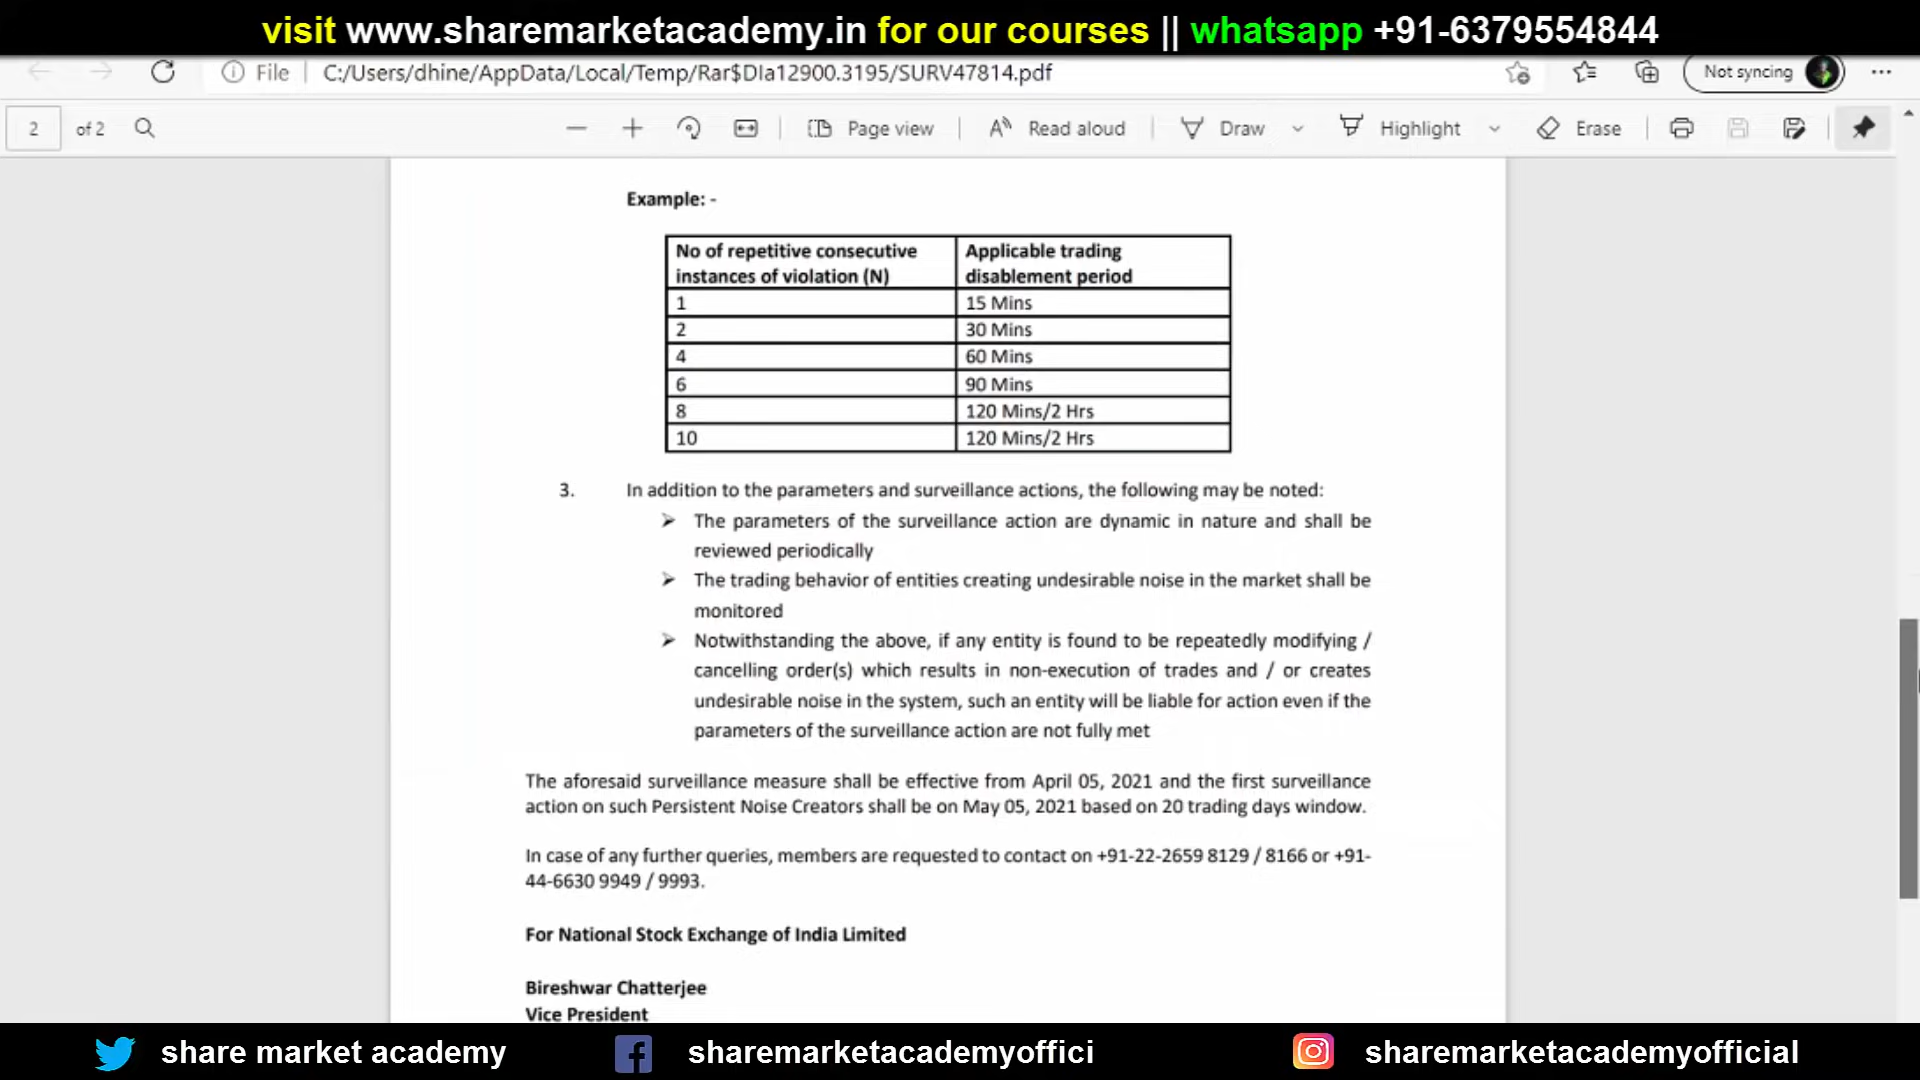 visit www.sharemarketacademy.in for our courses || whatsapp +91-6379554844
File | C:/Users/dhine/AppData/Local/Temp/Rar$DIa12900.3195/SURV47814.pdf Not syncing
2 of 2 Page view | Read aloud | Draw Highlight Erase
Example: -
No of repetitive consecutive instances of violation (N) Applicable trading disablement period
1 15 Mins
2 30 Mins
4 60 Mins
6 90 Mins
8 120 Mins/2 Hrs
10 120 Mins/2 Hrs
3. In addition to the parameters and surveillance actions, the following may be noted:
➢ The parameters of the surveillance action are dynamic in nature and shall be
reviewed periodically
➢ The trading behavior of entities creating undesirable noise in the market shall be
monitored
➢ Notwithstanding the above, if any entity is found to be repeatedly modifying /
cancelling order(s) which results in non-execution of trades and / or creates
undesirable noise in the system, such an entity will be liable for action even if the
parameters of the surveillance action are not fully met
The aforesaid surveillance measure shall be effective from April 05, 2021 and the first surveillance
action on such Persistent Noise Creators shall be on May 05, 2021 based on 20 trading days window.
In case of any further queries, members are requested to contact on +91-22-2659 8129 / 8166 or +91-
44-6630 9949 / 9993.
For National Stock Exchange of India Limited
Bireshwar Chatterjee
Vice President
share market academy sharemarketacademyoffici sharemarketacademyofficial